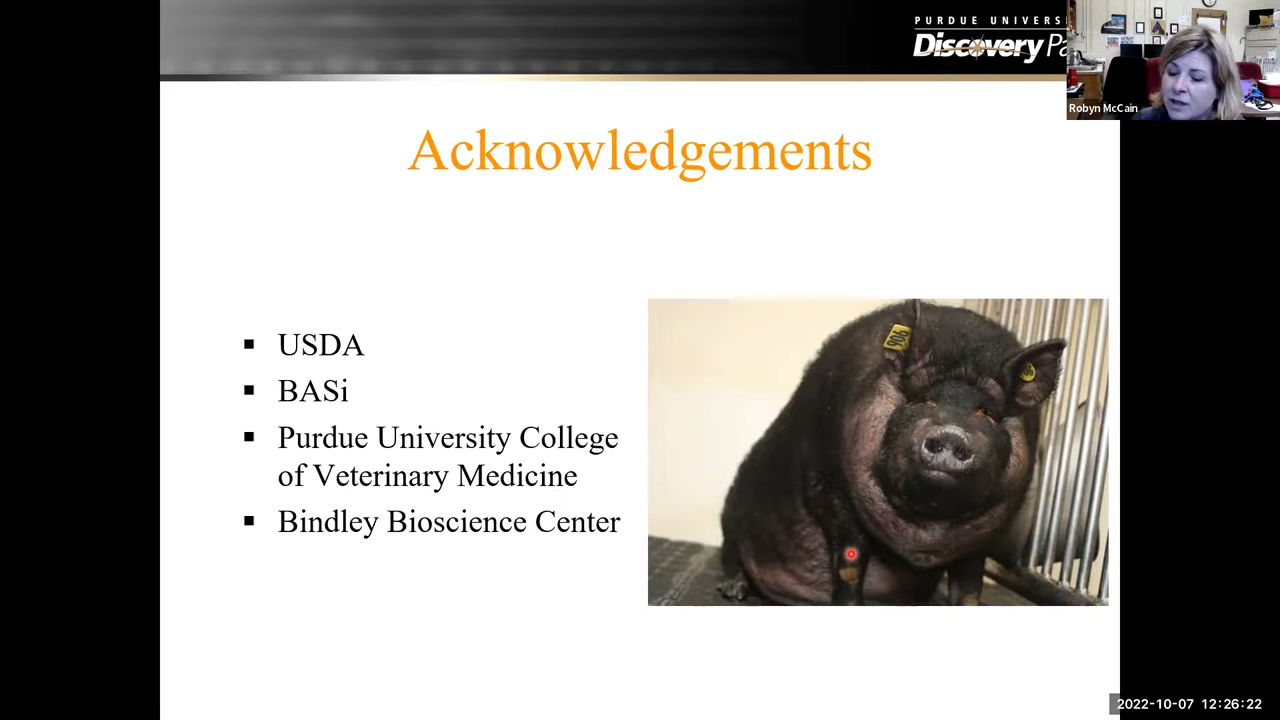 PURDUE UNIVERS
Discovery Pa
Robyn McCain
Acknowledgements
▪ USDA
▪ BASi
▪ Purdue University College
of Veterinary Medicine
▪ Bindley Bioscience Center
906
2022-10-07 12:26:22